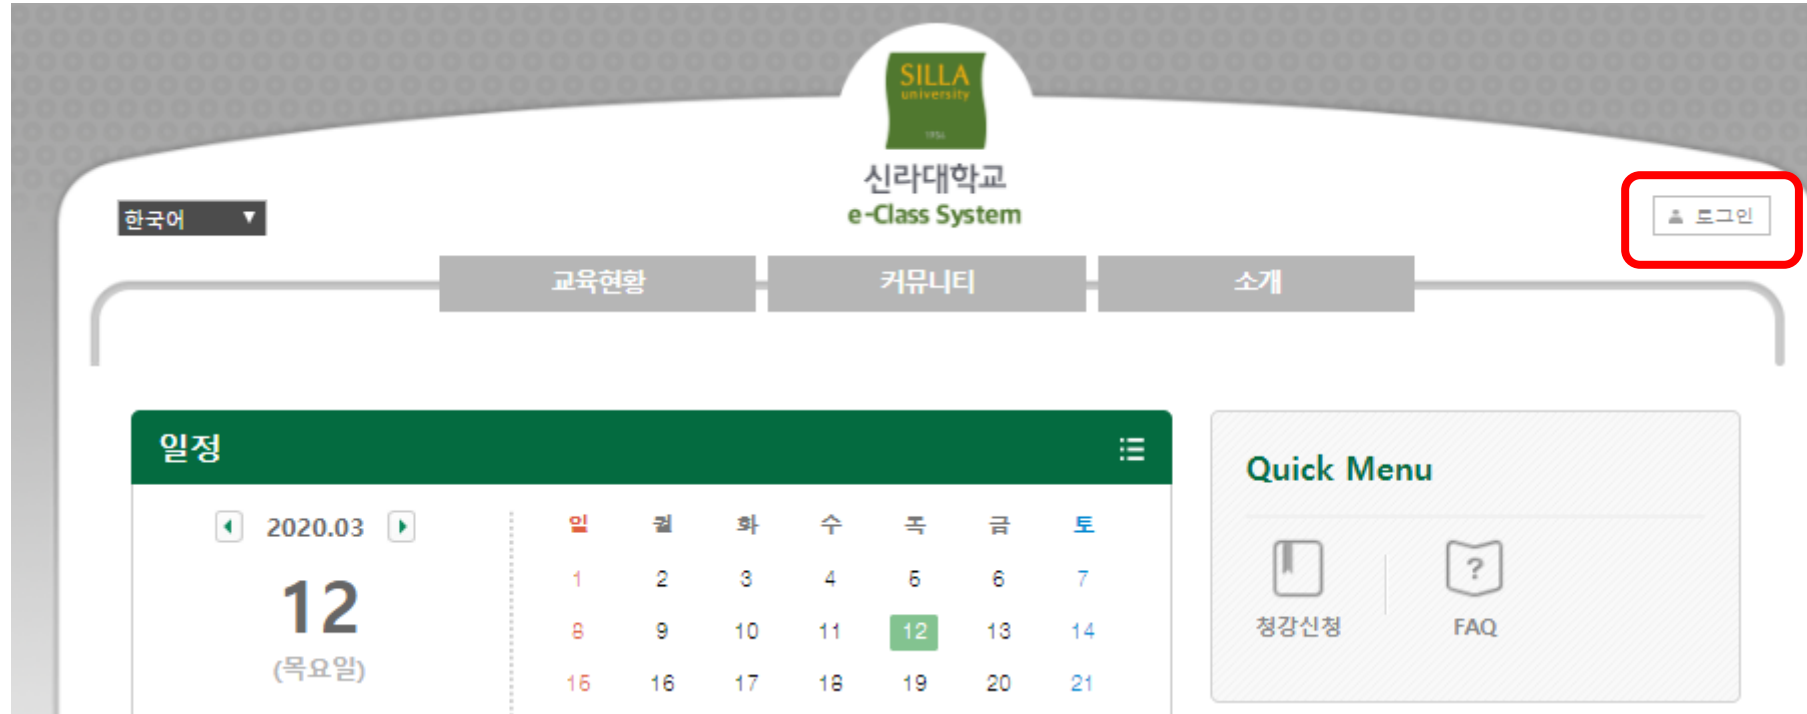 SILLA
university
1954
신라대학교
e-Class System
한국어 ▼
로그인
교육현황 커뮤니티 소개
일정
2020.03
12
(목요일)
일 월 화 수 목 금 토
1 2 3 4 5 6 7
8 9 10 11 12 13 14
15 16 17 18 19 20 21
Quick Menu
청강신청 ? FAQ